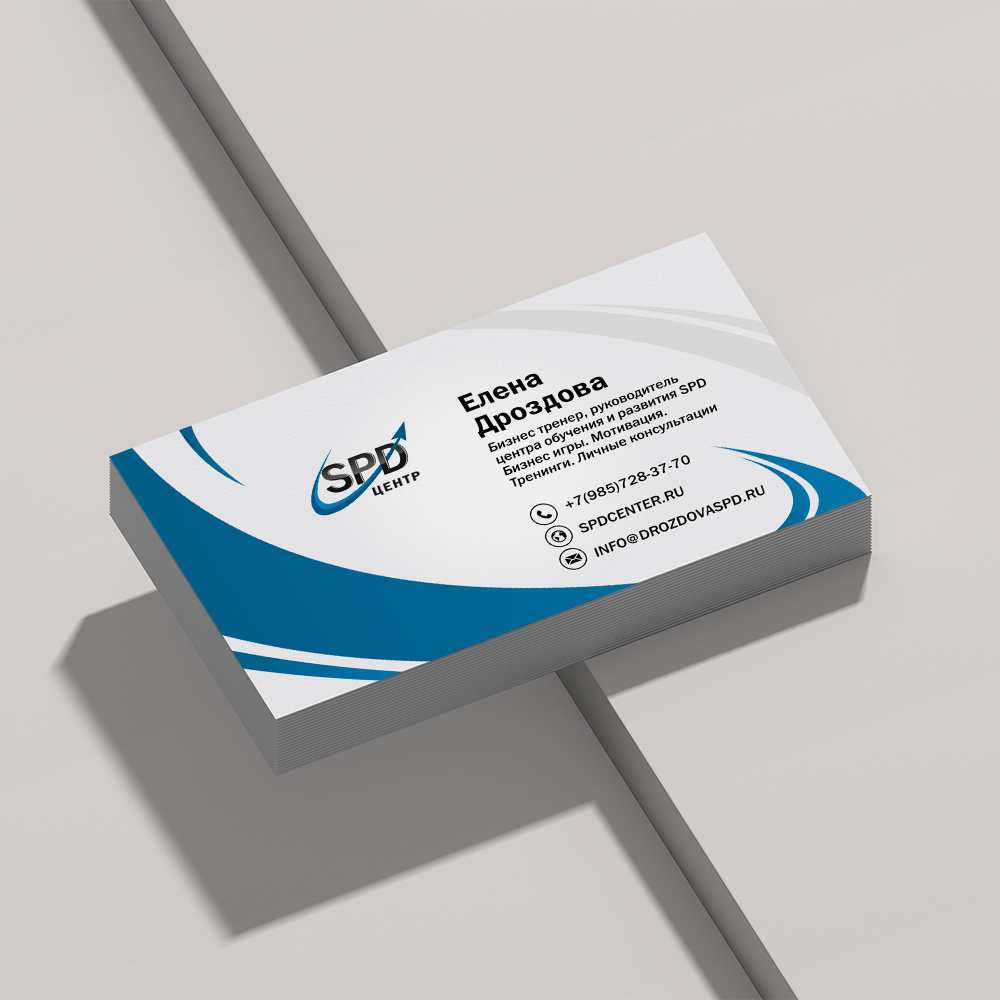 SPD
ЦЕНТР
Елена
Дроздова
Бизнес тренер, руководитель
центра обучения и развития SPD
Бизнес игры. Мотивация.
Тренинги. Личные консультации
+7(985)728-37-70
SPDCENTER.RU
INFO@DROZDOVASPD.RU